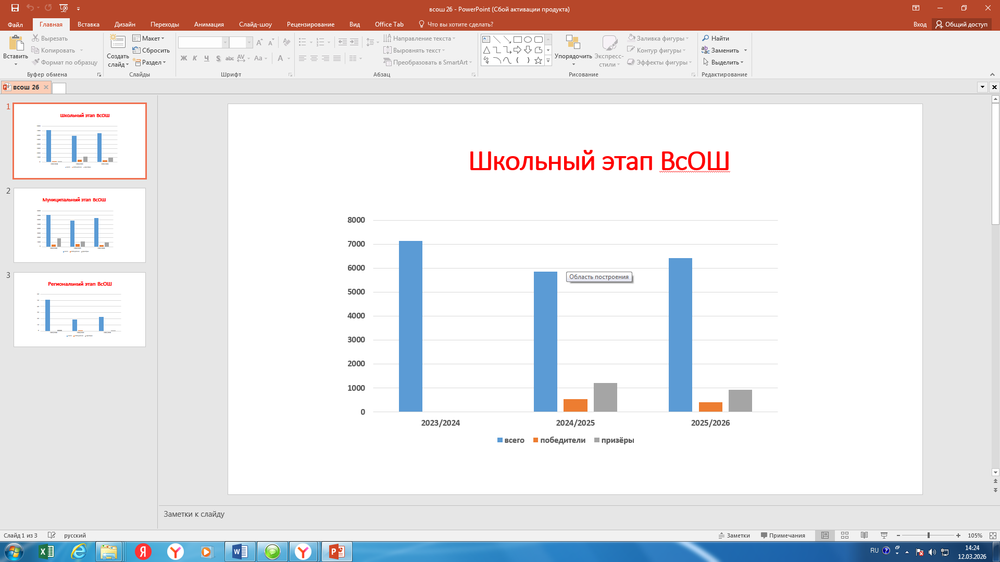 всош 26 - PowerPoint (Сбой активации продукта)
Файл Главная Вставка Дизайн Переходы Анимация Слайд-шоу Рецензирование Вид Office Tab Что вы хотите сделать? Вход Общий доступ
Вставить
Вырезать
Копировать
Формат по образцу
Буфер обмена
Создать слайд
Макет
Сбросить
Раздел
Слайды
Ж К Ч S abc AV Aa A
Шрифт
Направление текста
Выровнять текст
Преобразовать в SmartArt
Абзац
Упорядочить
Экспресс-стили
Заливка фигуры
Контур фигуры
Эффекты фигуры
Рисование
Найти
Заменить
Выделить
Редактирование
всош 26
1
Школьный этап ВсОШ
2
Муниципальный этап ВсОШ
3
Региональный этап ВсОШ
Школьный этап ВсОШ
8000
7000
6000
Область построения
5000
4000
3000
2000
1000
0
2023/2024 2024/2025 2025/2026
всего победители призёры
Заметки к слайду
Слайд 1 из 3 русский Заметки Примечания 105%
RU
14:24
12.03.2026